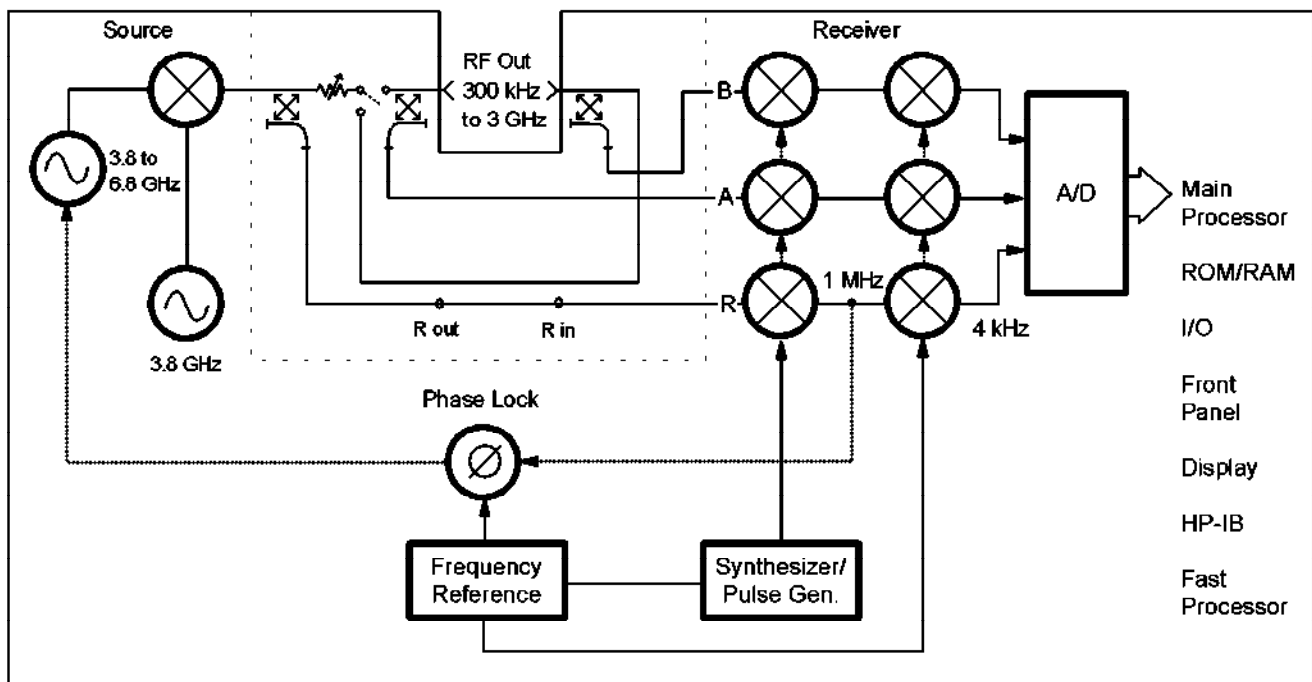 Source
Receiver
RF Out
300 kHz
to 3 GHz
3.8 to
6.8 GHz
3.8 GHz
B
A
R
R out
R in
1 MHz
4 kHz
A/D
Main
Processor
ROM/RAM
I/O
Front
Panel
Display
HP-IB
Fast
Processor
Phase Lock
Frequency
Reference
Synthesizer/
Pulse Gen.